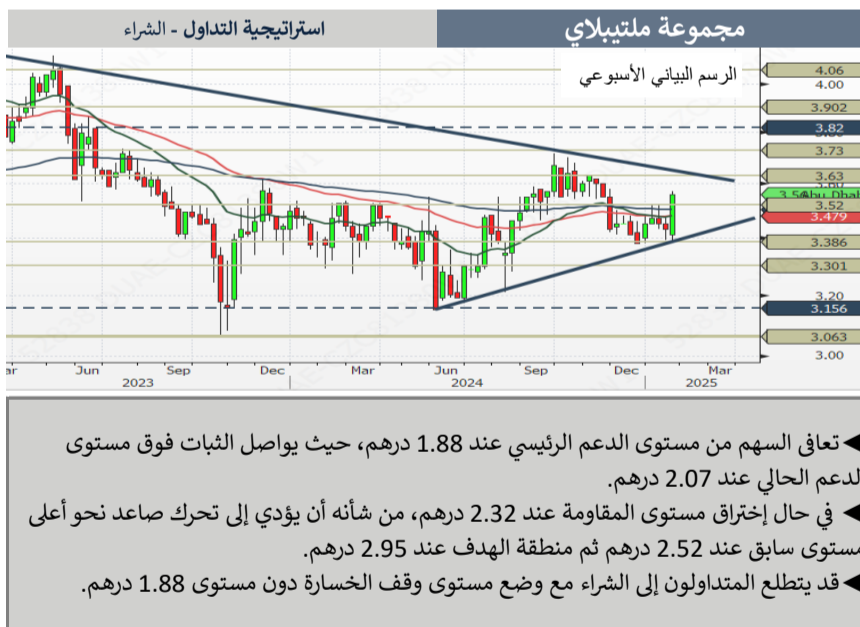 مجموعة ملتيبلاي
استراتيجية التداول - الشراء
الرسم البياني الأسبوعي
4.06
4.00
3.902
3.82
3.73
3.63
3.52
3.479
3.386
3.301
3.20
3.156
3.063
3.00
Jun Sep Dec Mar Jun Sep Dec Mar
2023 2024 2025
◄تعافى السهم من مستوى الدعم الرئيسي عند 1.88 درهم، حيث يواصل الثبات فوق مستوى
الدعم الحالي عند 2.07 درهم.
◄ في حال إختراق مستوى المقاومة عند 2.32 درهم، من شأنه أن يؤدي إلى تحرك صاعد نحو أعلى
مستوى سابق عند 2.52 درهم ثم منطقة الهدف عند 2.95 درهم.
◄قد يتطلع المتداولون إلى الشراء مع وضع مستوى وقف الخسارة دون مستوى 1.88 درهم.